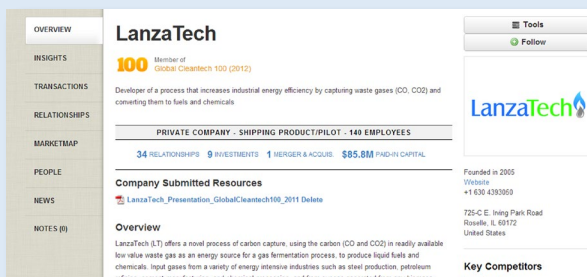 OVERVIEW
INSIGHTS
TRANSACTIONS
RELATIONSHIPS
MARKETMAP
PEOPLE
NEWS
NOTES (0)
LanzaTech
100 Member of
Global Cleantech 100 (2012)
Developer of a process that increases industrial energy efficiency by capturing waste gases (CO, CO2) and
converting them to fuels and chemicals
PRIVATE COMPANY - SHIPPING PRODUCT/PILOT - 140 EMPLOYEES
34 RELATIONSHIPS 9 INVESTMENTS 1 MERGER & ACQUIS. $85.8M PAID-IN CAPITAL
Company Submitted Resources
LanzaTech_Presentation_GlobalCleantech100_2011 Delete
Overview
LanzaTech (LT) offers a novel process of carbon capture, using the carbon (CO and CO2) in readily available
low value waste gas as an energy source for a gas fermentation process, to produce liquid fuels and
chemicals. Input gases from a variety of energy intensive industries such as steel production, petroleum
Tools
Follow
LanzaTech
Founded in 2005
Website
+1 630 4393050
725-C E. Irving Park Road
Roselle, IL 60172
United States
Key Competitors